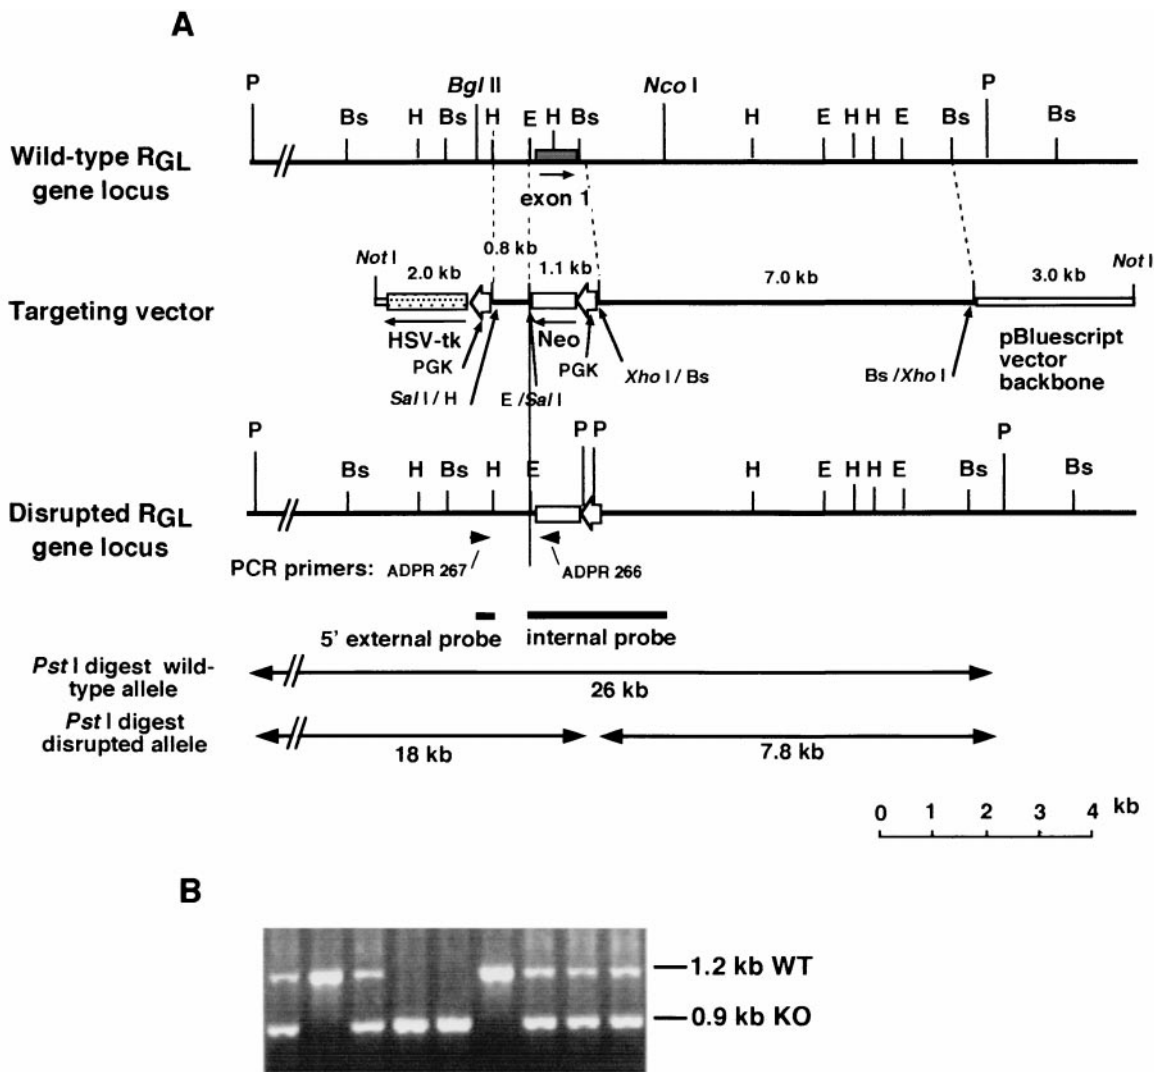 A
P Bgl II Nco I P
Bs H Bs H E H Bs H E H H E Bs Bs
Wild-type RGL
gene locus
exon 1
0.8 kb
Not I 2.0 kb 1.1 kb 7.0 kb 3.0 kb Not I
Targeting vector
HSV-tk Neo
PGK PGK Xho I / Bs Bs / Xho I pBluescript
vector
backbone
Sal I / H E / Sal I
P P P P
Bs H Bs H E H E H H E Bs Bs
Disrupted RGL
gene locus
PCR primers: ADPR 267 ADPR 266
5' external probe internal probe
Pst I digest wild-
type allele
26 kb
Pst I digest
disrupted allele
18 kb 7.8 kb
0 1 2 3 4 kb
B
1.2 kb WT
0.9 kb KO